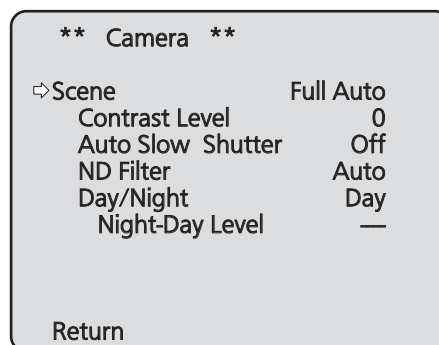 ** Camera **
⇨Scene Full Auto
Contrast Level 0
Auto Slow Shutter Off
ND Filter Auto
Day/Night Day
Night-Day Level ––
Return